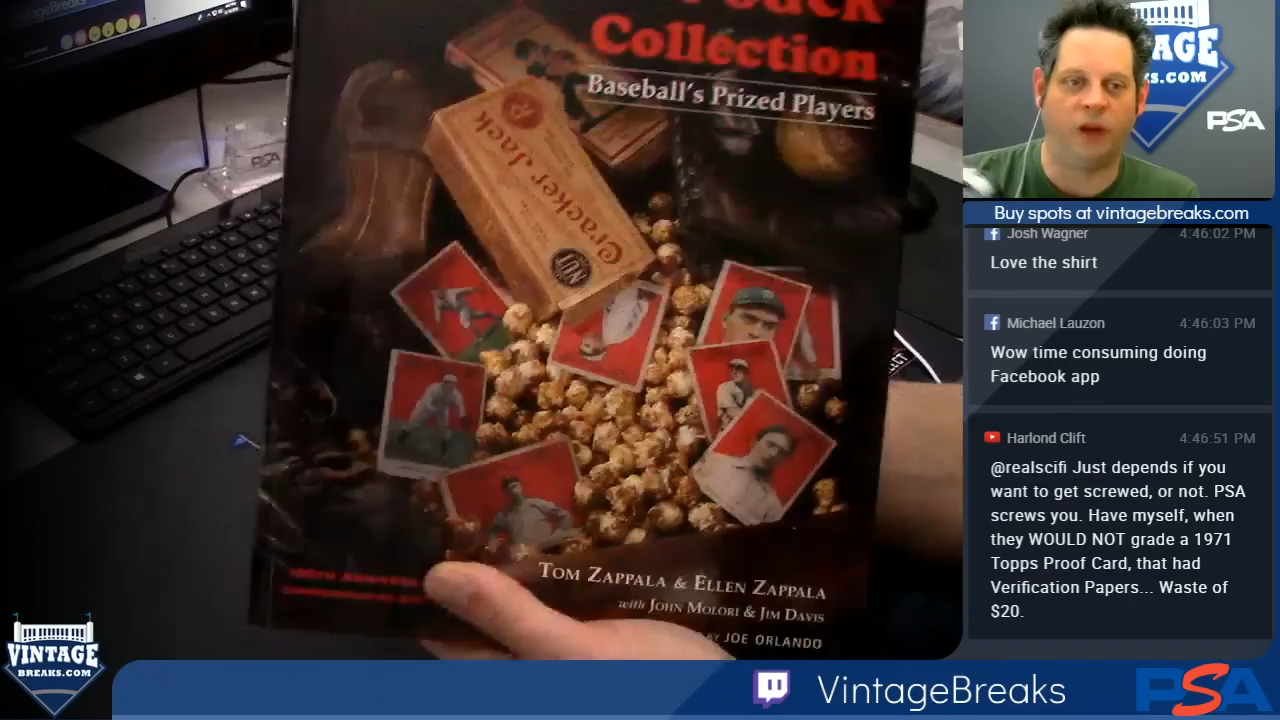 Collection
Baseball's Prized Players
Cracker Jack
NUT
TOM ZAPPALA & ELLEN ZAPPALA
with JOHN MOLORI & JIM DAVIS
BY JOE ORLANDO
PSA
VINTAGE
BREAKS.COM
VINTAGE
KS.COM
PSA
Buy spots at vintagebreaks.com
Josh Wagner 4:46:02 PM
Love the shirt
Michael Lauzon 4:46:03 PM
Wow time consuming doing
Facebook app
Harlond Clift 4:46:51 PM
@realscifi Just depends if you
want to get screwed, or not. PSA
screws you. Have myself, when
they WOULD NOT grade a 1971
Topps Proof Card, that had
Verification Papers... Waste of
$20.
VintageBreaks
PSA